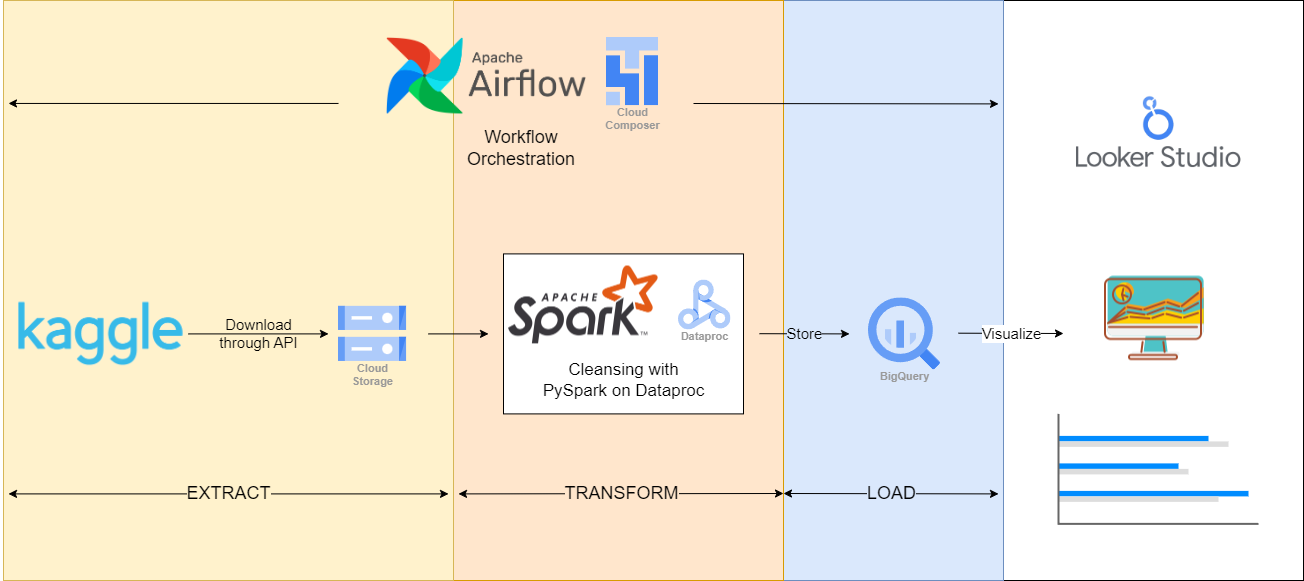 Apache
Airflow
Cloud
Composer
Workflow
Orchestration
Looker Studio
kaggle
Download
through API
Cloud
Storage
APACHE
Spark™
Dataproc
Cleansing with
PySpark on Dataproc
Store
BigQuery
Visualize
EXTRACT
TRANSFORM
LOAD